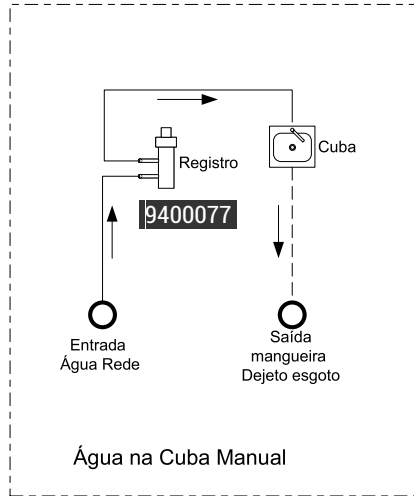 Registro
Cuba
9400077
Entrada
Água Rede
Saída
mangueira
Dejeto esgoto
Água na Cuba Manual